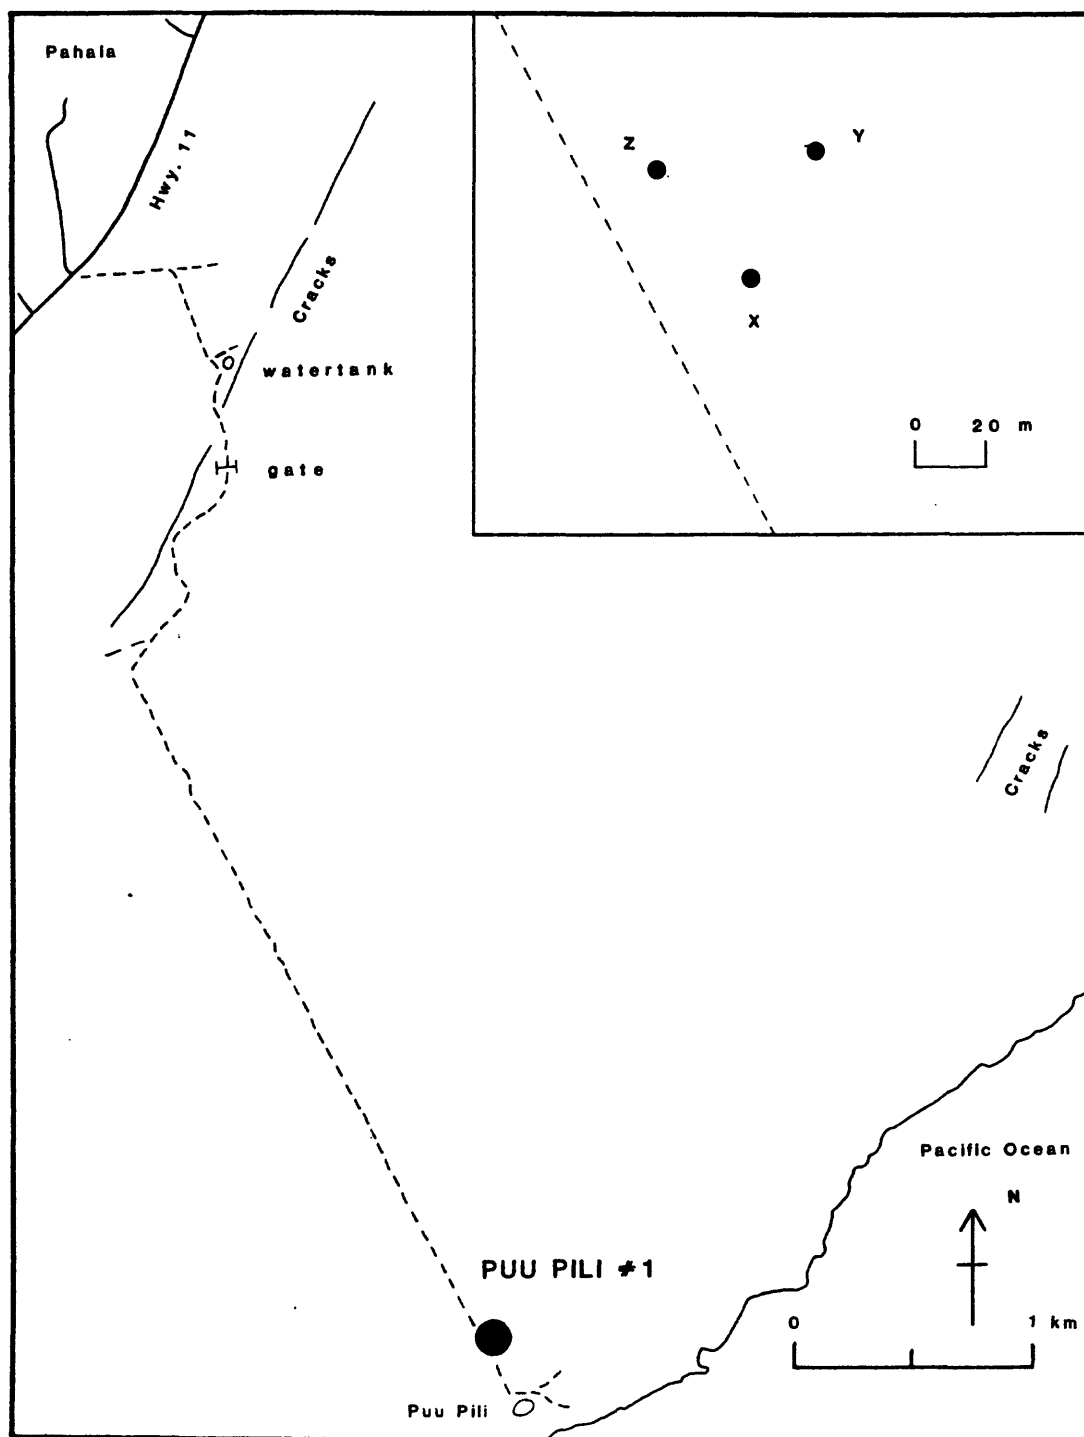 Pahala
Hwy. 11
Cracks
watertank
gate
Z
Y
X
0 20 m
Cracks
Pacific Ocean
N
PUU PILI #1
0 1 km
Puu Pili